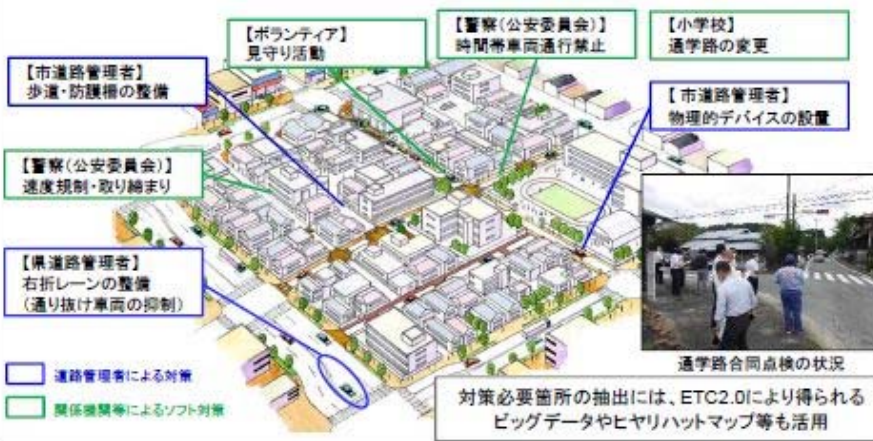 【ボランティア】
見守り活動
【警察(公安委員会)】
時間帯車両通行禁止
【小学校】
通学路の変更
【市道路管理者】
歩道・防護柵の整備
【市道路管理者】
物理的デバイスの設置
【警察(公安委員会)】
速度規制・取り締まり
【県道路管理者】
右折レーンの整備
(通り抜け車両の抑制)
通学路合同点検の状況
道路管理者による対策
関係機関等によるソフト対策
対策必要箇所の抽出には、ETC2.0により得られる
ビッグデータやヒヤリハットマップ等も活用